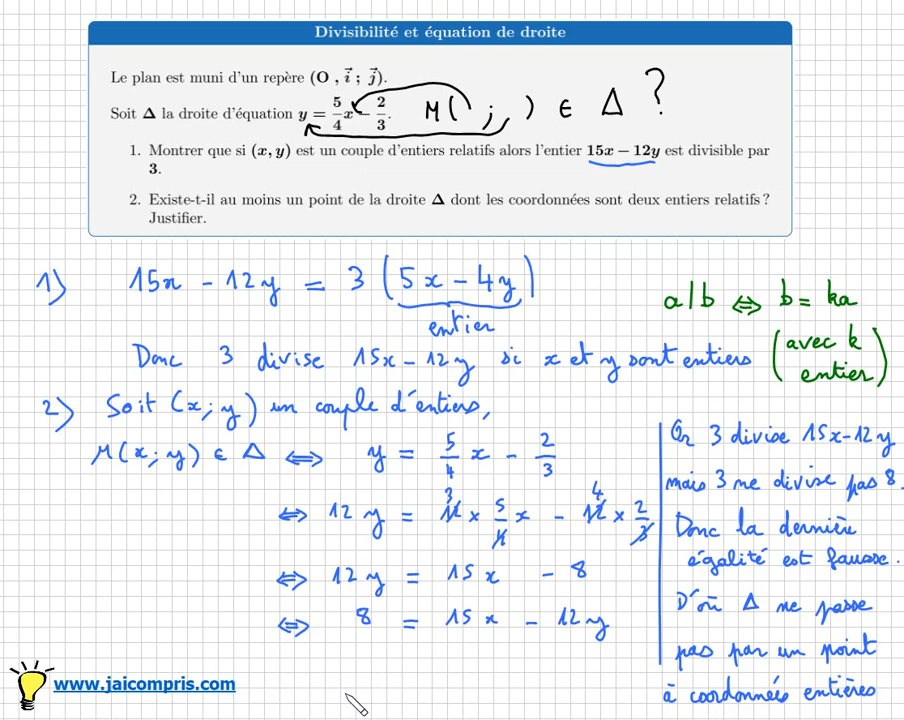 Divisibilité et équation de droite
Le plan est muni d'un repère (O , i⃗ ; j⃗).
Soit Δ la droite d'équation y = 5/4 x − 2/3.
M( ; ) ∈ Δ ?
1. Montrer que si (x, y) est un couple d'entiers relatifs alors l'entier 15x − 12y est divisible par
3.
2. Existe-t-il au moins un point de la droite Δ dont les coordonnées sont deux entiers relatifs ?
Justifier.
1) 15x − 12y = 3 (5x − 4y)
entier
Donc 3 divise 15x − 12y si x et y sont entiers
a|b ⇔ b = ka
(avec k
entier)
2) Soit (x; y) un couple d'entiers,
M(x; y) ∈ Δ ⇔ y = 5/4 x − 2/3
⇔ 12y = 12 3 × 5/4 x − 12 4 × 2/3
⇔ 12y = 15x − 8
⇔ 8 = 15x − 12y
Or 3 divise 15x−12y
mais 3 ne divise pas 8.
Donc la dernière
égalité est fausse.
D'où Δ ne passe
pas par un point
à coordonnées entières
www.jaicompris.com